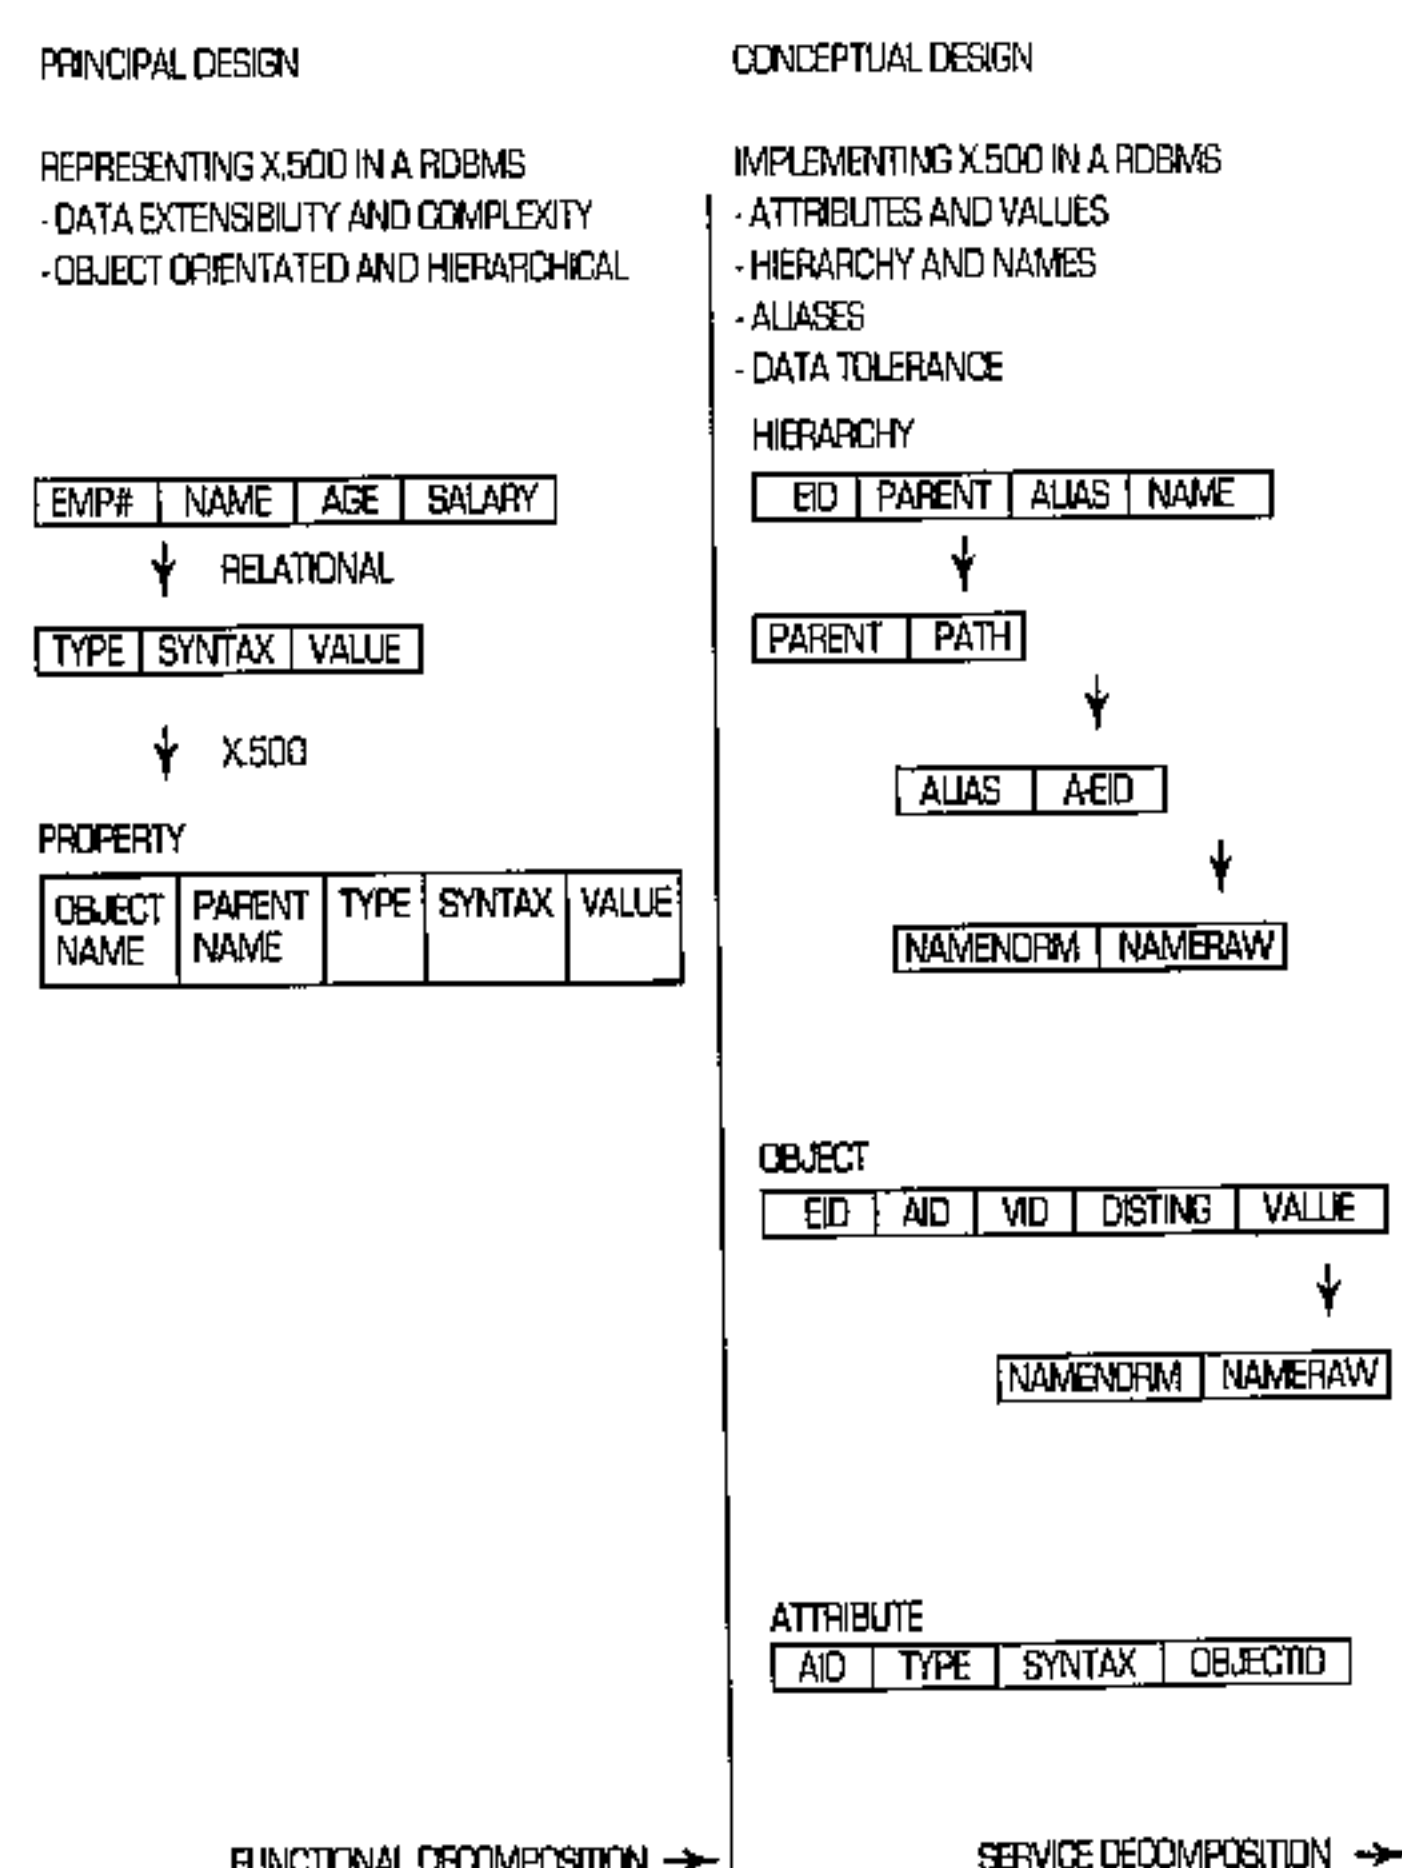 PRINCIPAL DESIGN
REPRESENTING X.500 IN A RDBMS
- DATA EXTENSIBILITY AND COMPLEXITY
- OBJECT ORIENTATED AND HIERARCHICAL
EMP# NAME AGE SALARY
RELATIONAL
TYPE SYNTAX VALUE
X.500
PROPERTY
OBJECT NAME PARENT NAME TYPE SYNTAX VALUE
FUNCTIONAL DECOMPOSITION
CONCEPTUAL DESIGN
IMPLEMENTING X.500 IN A RDBMS
- ATTRIBUTES AND VALUES
- HIERARCHY AND NAMES
- ALIASES
- DATA TOLERANCE
HIERARCHY
EID PARENT ALIAS NAME
PARENT PATH
ALIAS A-EID
NAMENORM NAMERAW
OBJECT
EID AID VID DISTING VALUE
NAMENORM NAMERAW
ATTRIBUTE
AID TYPE SYNTAX OBJECTID
SERVICE DECOMPOSITION